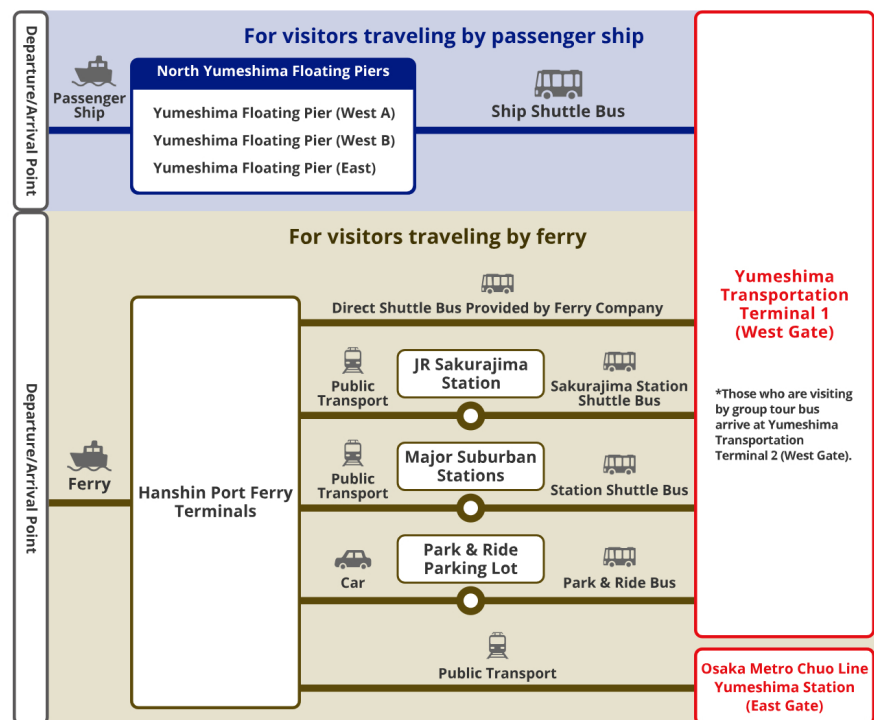 Departure/Arrival Point
For visitors traveling by passenger ship
Passenger
Ship
North Yumeshima Floating Piers
Yumeshima Floating Pier (West A)
Yumeshima Floating Pier (West B)
Yumeshima Floating Pier (East)
Ship Shuttle Bus
Departure/Arrival Point
For visitors traveling by ferry
Ferry
Hanshin Port Ferry
Terminals
Direct Shuttle Bus Provided by Ferry Company
Public
Transport
JR Sakurajima
Station
Sakurajima Station
Shuttle Bus
Public
Transport
Major Suburban
Stations
Station Shuttle Bus
Car
Park & Ride
Parking Lot
Park & Ride Bus
Public Transport
Yumeshima
Transportation
Terminal 1
(West Gate)
*Those who are visiting
by group tour bus
arrive at Yumeshima
Transportation
Terminal 2 (West Gate).
Osaka Metro Chuo Line
Yumeshima Station
(East Gate)